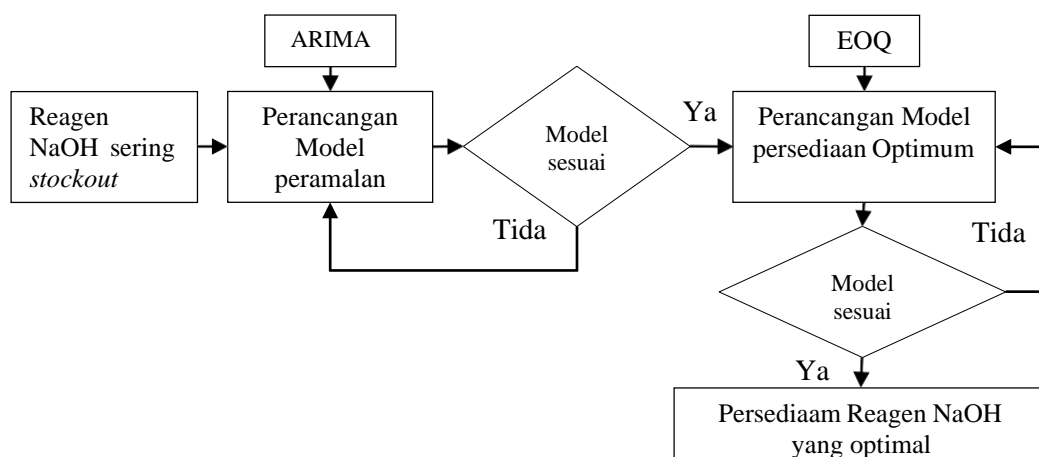 ARIMA
EOQ
Reagen
NaOH sering
stockout
Perancangan
Model
peramalan
Model
sesuai
Ya
Perancangan Model
persediaan Optimum
Tida
Tida
Model
sesuai
Ya
Persediaam Reagen NaOH
yang optimal